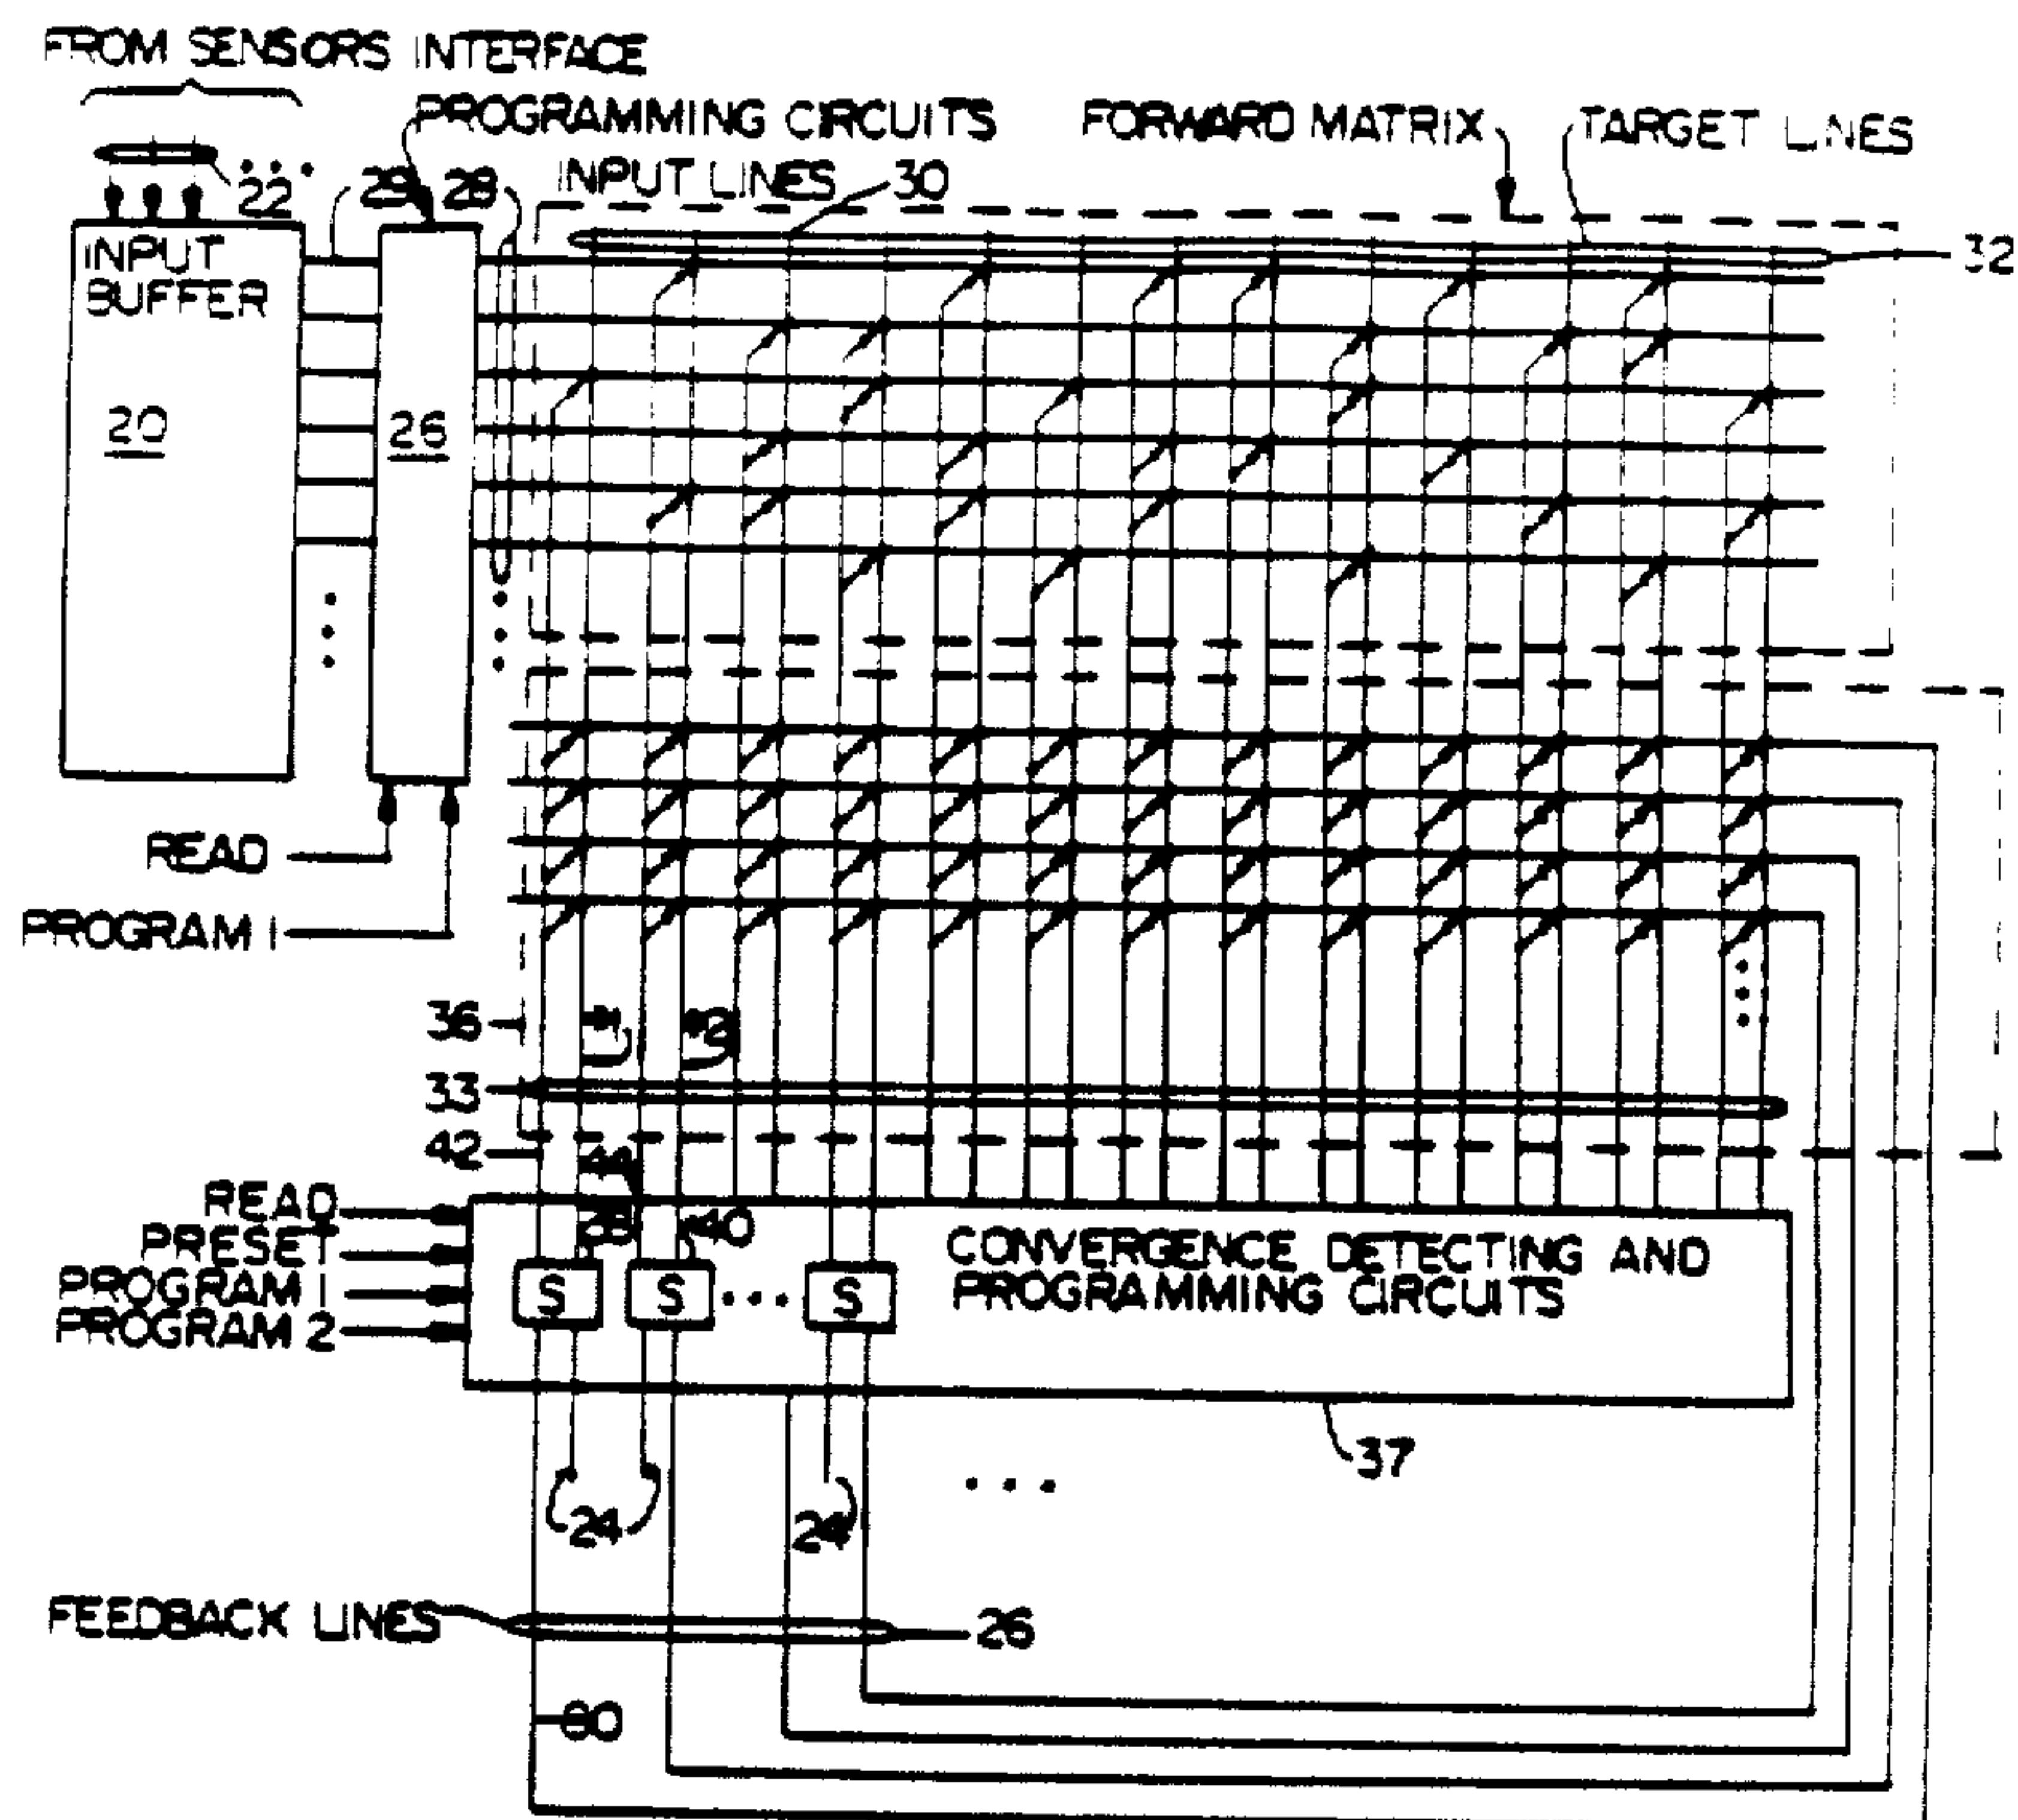 FROM SENSORS INTERFACE
PROGRAMMING CIRCUITS
FORWARD MATRIX
TARGET LINES
22
29
28
INPUT LINES
30
32
INPUT
BUFFER
20
26
READ
PROGRAM 1
36
33
42
44
40
READ
PRESET
PROGRAM 1
PROGRAM 2
S
S
S
CONVERGENCE DETECTING AND
PROGRAMMING CIRCUITS
37
24
24
FEEDBACK LINES
26
60